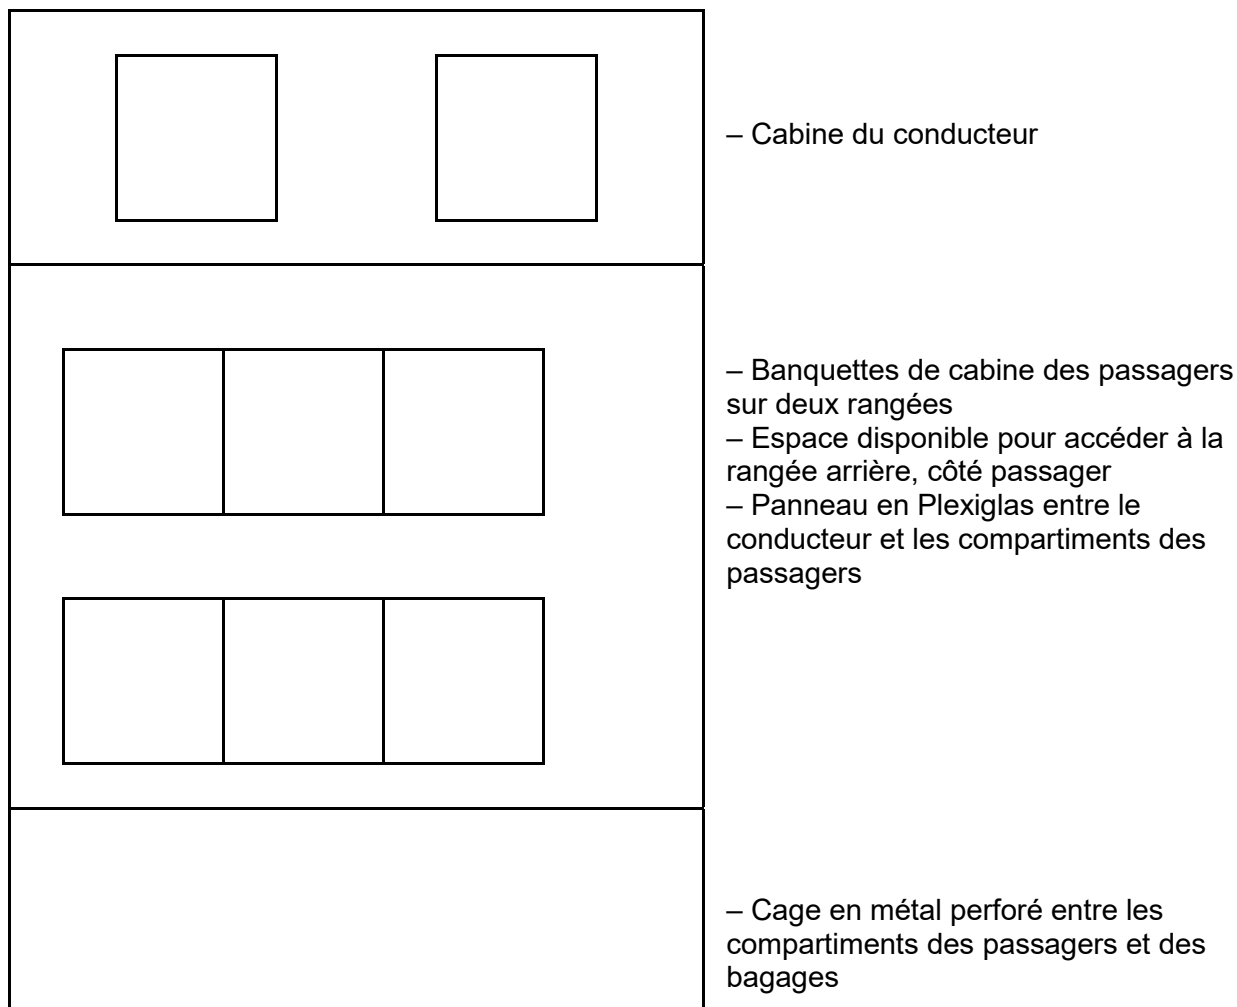 – Cabine du conducteur
– Banquettes de cabine des passagers
sur deux rangées
– Espace disponible pour accéder à la
rangée arrière, côté passager
– Panneau en Plexiglas entre le
conducteur et les compartiments des
passagers
– Cage en métal perforé entre les
compartiments des passagers et des
bagages